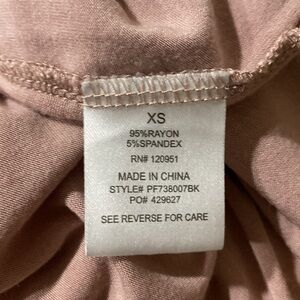 XS
95%RAYON
5%SPANDEX
RN# 120951
MADE IN CHINA
STYLE# PF738007BK
PO# 429627
SEE REVERSE FOR CARE